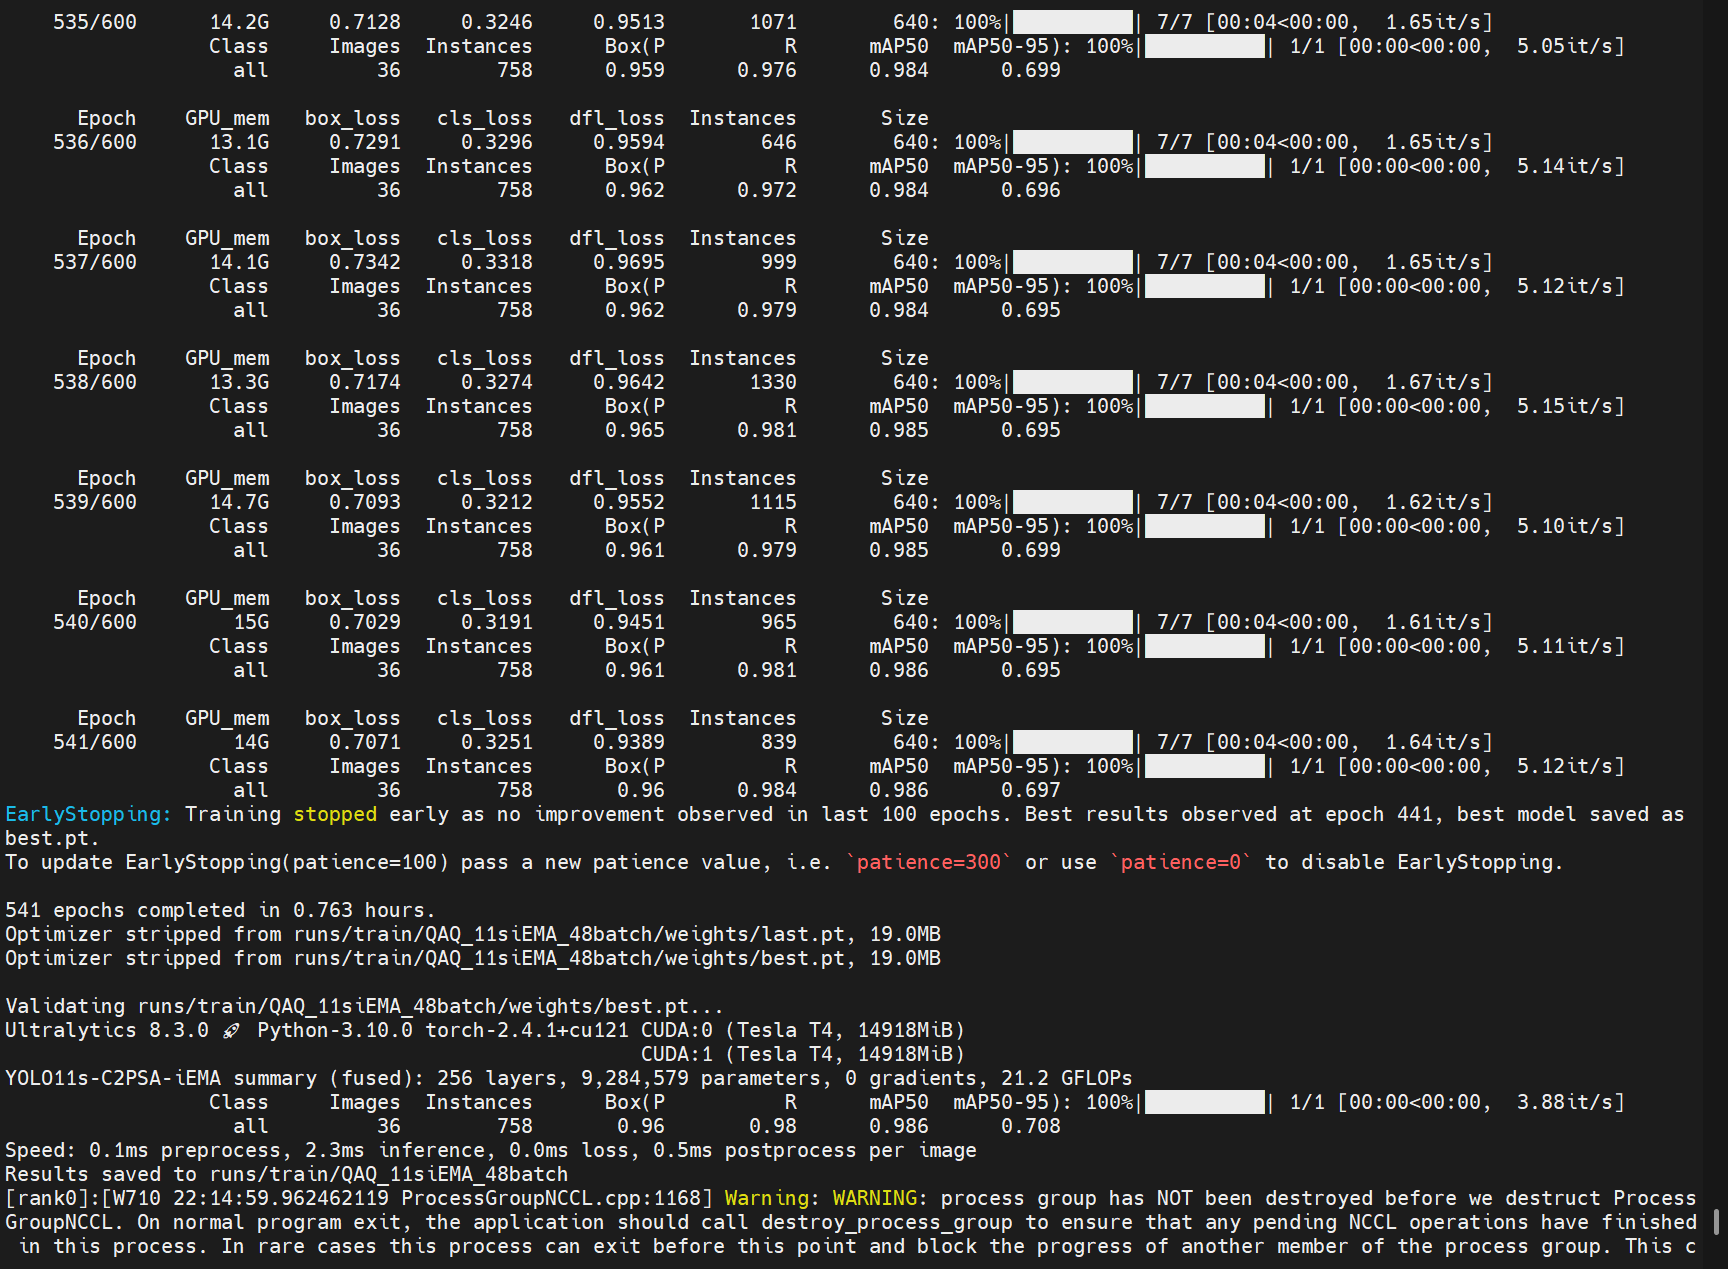 535/600 14.2G 0.7128 0.3246 0.9513 1071 640: 100%|██████████| 7/7 [00:04<00:00, 1.65it/s]
Class Images Instances Box(P R mAP50 mAP50-95): 100%|██████████| 1/1 [00:00<00:00, 5.05it/s]
all 36 758 0.959 0.976 0.984 0.699
Epoch GPU_mem box_loss cls_loss dfl_loss Instances Size
536/600 13.1G 0.7291 0.3296 0.9594 646 640: 100%|██████████| 7/7 [00:04<00:00, 1.65it/s]
Class Images Instances Box(P R mAP50 mAP50-95): 100%|██████████| 1/1 [00:00<00:00, 5.14it/s]
all 36 758 0.962 0.972 0.984 0.696
Epoch GPU_mem box_loss cls_loss dfl_loss Instances Size
537/600 14.1G 0.7342 0.3318 0.9695 999 640: 100%|██████████| 7/7 [00:04<00:00, 1.65it/s]
Class Images Instances Box(P R mAP50 mAP50-95): 100%|██████████| 1/1 [00:00<00:00, 5.12it/s]
all 36 758 0.962 0.979 0.984 0.695
Epoch GPU_mem box_loss cls_loss dfl_loss Instances Size
538/600 13.3G 0.7174 0.3274 0.9642 1330 640: 100%|██████████| 7/7 [00:04<00:00, 1.67it/s]
Class Images Instances Box(P R mAP50 mAP50-95): 100%|██████████| 1/1 [00:00<00:00, 5.15it/s]
all 36 758 0.965 0.981 0.985 0.695
Epoch GPU_mem box_loss cls_loss dfl_loss Instances Size
539/600 14.7G 0.7093 0.3212 0.9552 1115 640: 100%|██████████| 7/7 [00:04<00:00, 1.62it/s]
Class Images Instances Box(P R mAP50 mAP50-95): 100%|██████████| 1/1 [00:00<00:00, 5.10it/s]
all 36 758 0.961 0.979 0.985 0.699
Epoch GPU_mem box_loss cls_loss dfl_loss Instances Size
540/600 15G 0.7029 0.3191 0.9451 965 640: 100%|██████████| 7/7 [00:04<00:00, 1.61it/s]
Class Images Instances Box(P R mAP50 mAP50-95): 100%|██████████| 1/1 [00:00<00:00, 5.11it/s]
all 36 758 0.961 0.981 0.986 0.695
Epoch GPU_mem box_loss cls_loss dfl_loss Instances Size
541/600 14G 0.7071 0.3251 0.9389 839 640: 100%|██████████| 7/7 [00:04<00:00, 1.64it/s]
Class Images Instances Box(P R mAP50 mAP50-95): 100%|██████████| 1/1 [00:00<00:00, 5.12it/s]
all 36 758 0.96 0.984 0.986 0.697
EarlyStopping: Training stopped early as no improvement observed in last 100 epochs. Best results observed at epoch 441, best model saved as
best.pt.
To update EarlyStopping(patience=100) pass a new patience value, i.e. `patience=300` or use `patience=0` to disable EarlyStopping.
541 epochs completed in 0.763 hours.
Optimizer stripped from runs/train/QAQ_11siEMA_48batch/weights/last.pt, 19.0MB
Optimizer stripped from runs/train/QAQ_11siEMA_48batch/weights/best.pt, 19.0MB
Validating runs/train/QAQ_11siEMA_48batch/weights/best.pt...
Ultralytics 8.3.0 🚀 Python-3.10.0 torch-2.4.1+cu121 CUDA:0 (Tesla T4, 14918MiB)
CUDA:1 (Tesla T4, 14918MiB)
YOLO11s-C2PSA-iEMA summary (fused): 256 layers, 9,284,579 parameters, 0 gradients, 21.2 GFLOPs
Class Images Instances Box(P R mAP50 mAP50-95): 100%|██████████| 1/1 [00:00<00:00, 3.88it/s]
all 36 758 0.96 0.98 0.986 0.708
Speed: 0.1ms preprocess, 2.3ms inference, 0.0ms loss, 0.5ms postprocess per image
Results saved to runs/train/QAQ_11siEMA_48batch
[rank0]:[W710 22:14:59.962462119 ProcessGroupNCCL.cpp:1168] Warning: WARNING: process group has NOT been destroyed before we destruct Process
GroupNCCL. On normal program exit, the application should call destroy_process_group to ensure that any pending NCCL operations have finished
in this process. In rare cases this process can exit before this point and block the progress of another member of the process group. This c